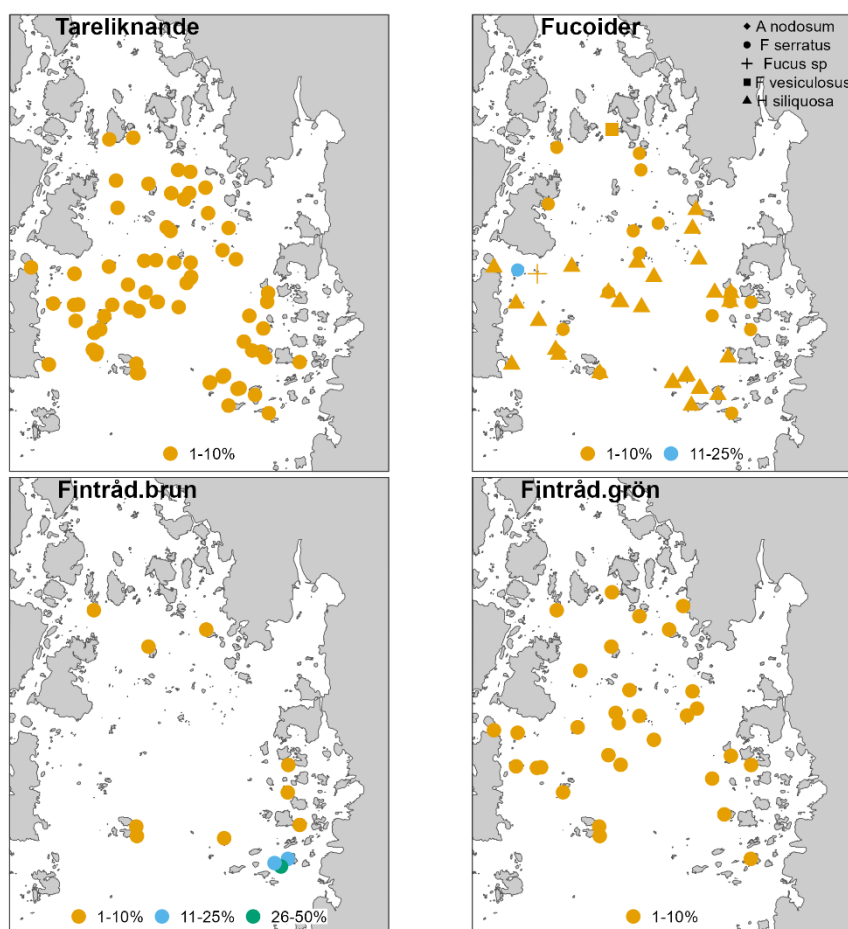 Tareliknande
Fucoider
A nodosum
F serratus
Fucus sp
F vesiculosus
H siliquosa
1-10%
1-10% 11-25%
Fintråd.brun
Fintråd.grön
1-10% 11-25% 26-50%
1-10%